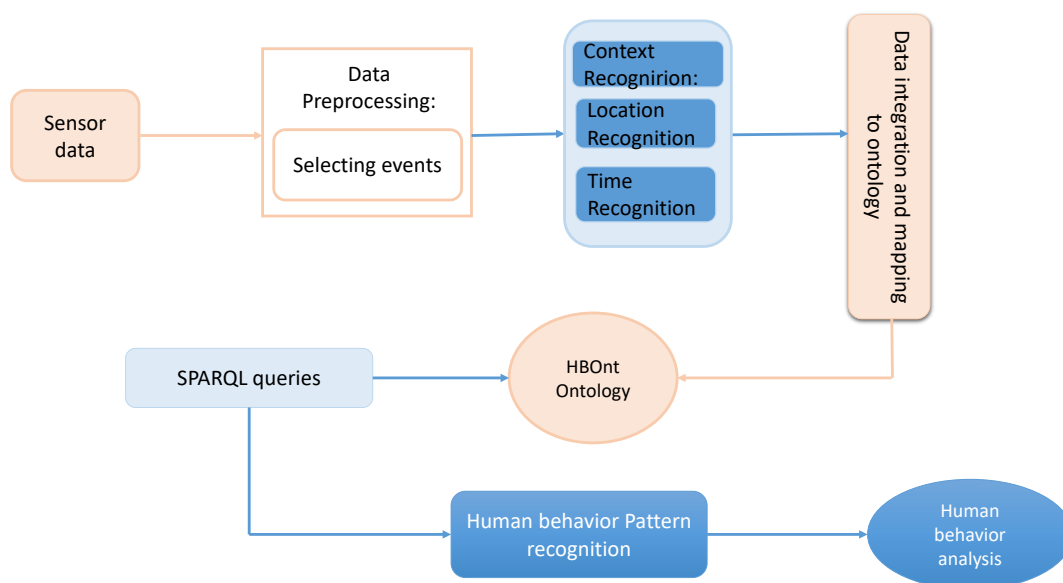 Sensor
data
Data
Preprocessing:
Selecting events
Context
Recognirion:
Location
Recognition
Time
Recognition
Data integration and mapping
to ontology
SPARQL queries
HBOnt
Ontology
Human behavior Pattern
recognition
Human
behavior
analysis